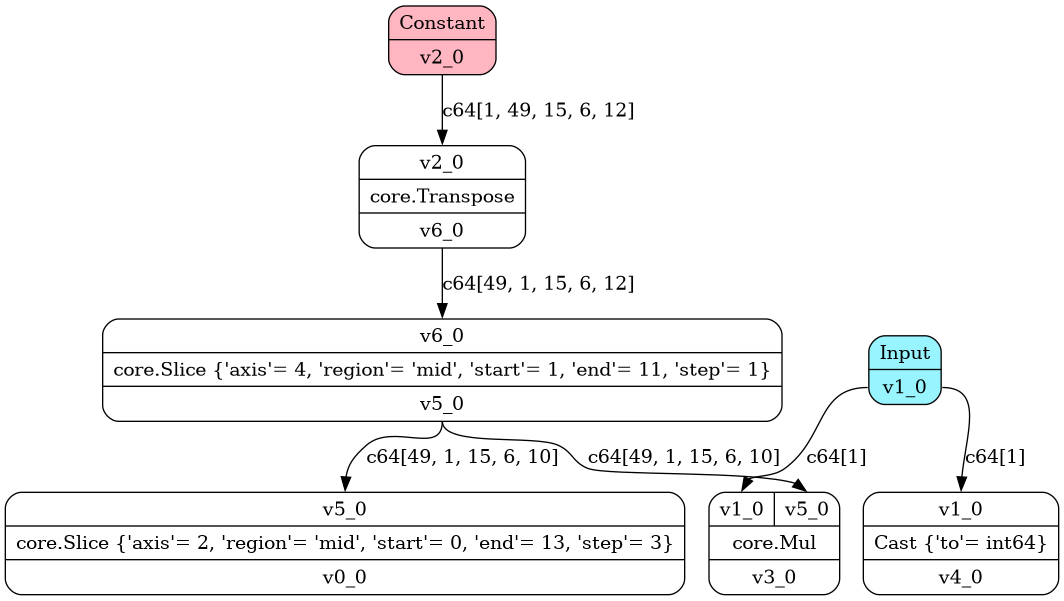 Constant
v2_0
c64[1, 49, 15, 6, 12]
v2_0
core.Transpose
v6_0
c64[49, 1, 15, 6, 12]
v6_0
core.Slice {'axis'= 4, 'region'= 'mid', 'start'= 1, 'end'= 11, 'step'= 1}
v5_0
Input
v1_0
c64[49, 1, 15, 6, 10]
c64[49, 1, 15, 6, 10]
c64[1]
c64[1]
v5_0
core.Slice {'axis'= 2, 'region'= 'mid', 'start'= 0, 'end'= 13, 'step'= 3}
v0_0
v1_0
v5_0
core.Mul
v3_0
v1_0
Cast {'to'= int64}
v4_0